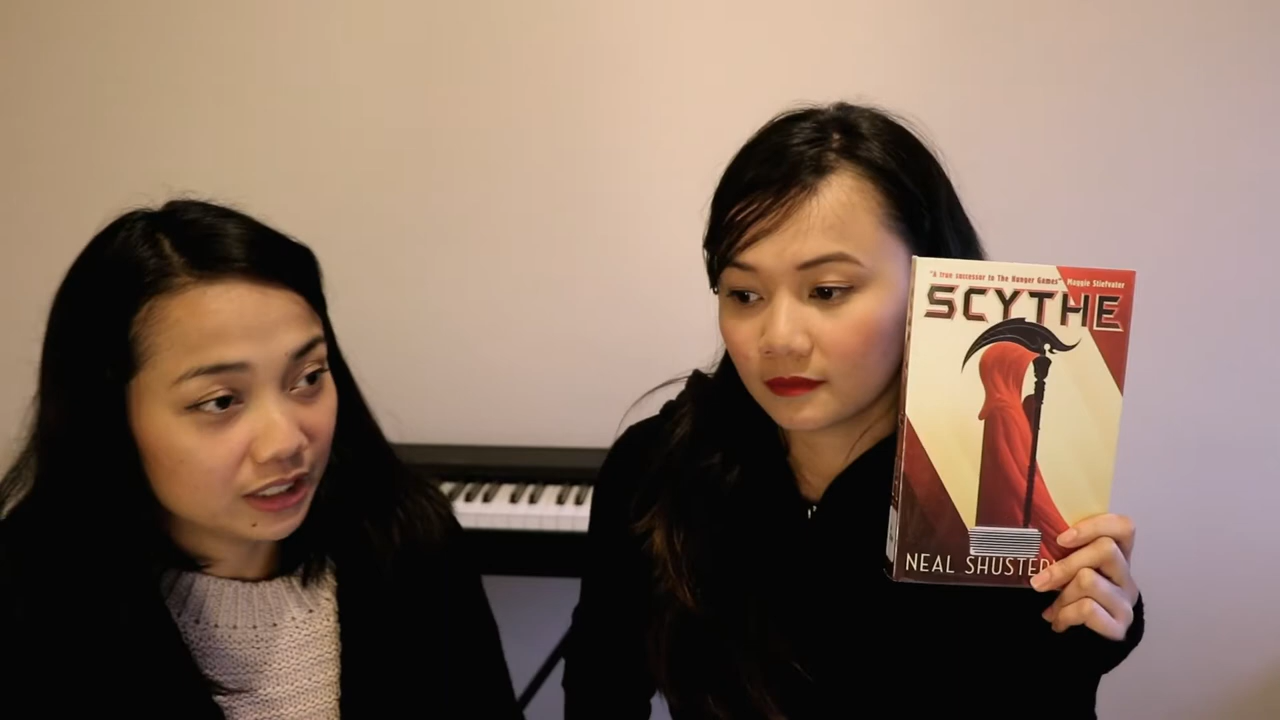 "A true successor to The Hunger Games" Maggie Stiefvater
SCYTHE
NEAL SHUSTER